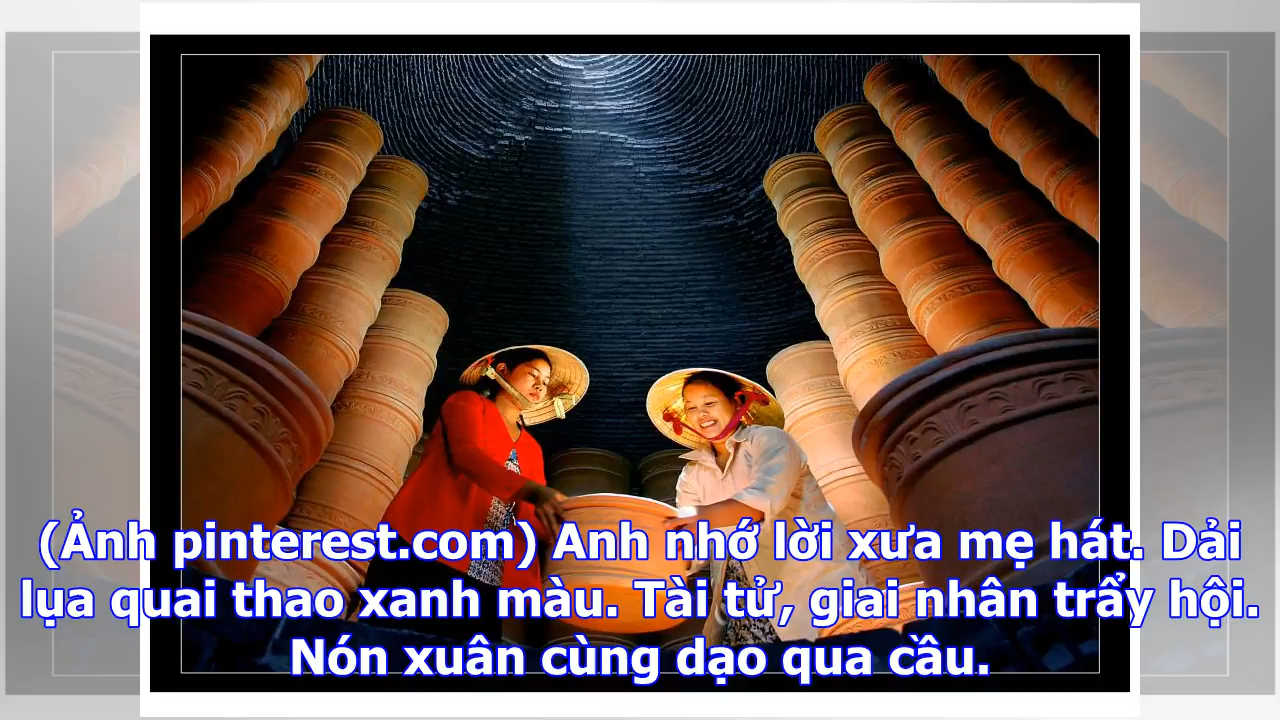 (Ảnh pinterest.com) Anh nhớ lời xưa mẹ hát. Dải
lụa quai thao xanh màu. Tài tử, giai nhân trẩy hội.
Nón xuân cùng dạo qua cầu.